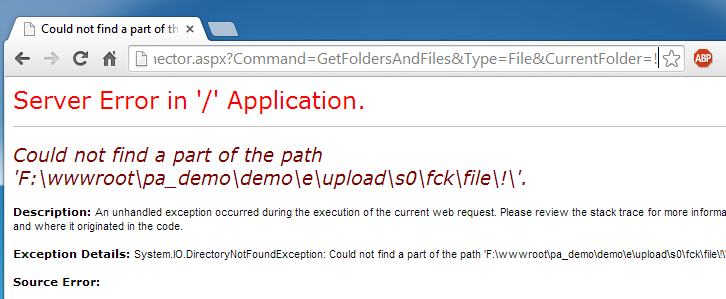 Could not find a part of th
nector.aspx?Command=GetFoldersAndFiles&Type=File&CurrentFolder=!
ABP
Server Error in '/' Application.
Could not find a part of the path
'F:\wwwroot\pa_demo\demo\e\upload\s0\fck\file\!\'.
Description: An unhandled exception occurred during the execution of the current web request. Please review the stack trace for more informa
and where it originated in the code.
Exception Details: System.IO.DirectoryNotFoundException: Could not find a part of the path 'F:\wwwroot\pa_demo\demo\e\upload\s0\fck\file\!\'
Source Error: